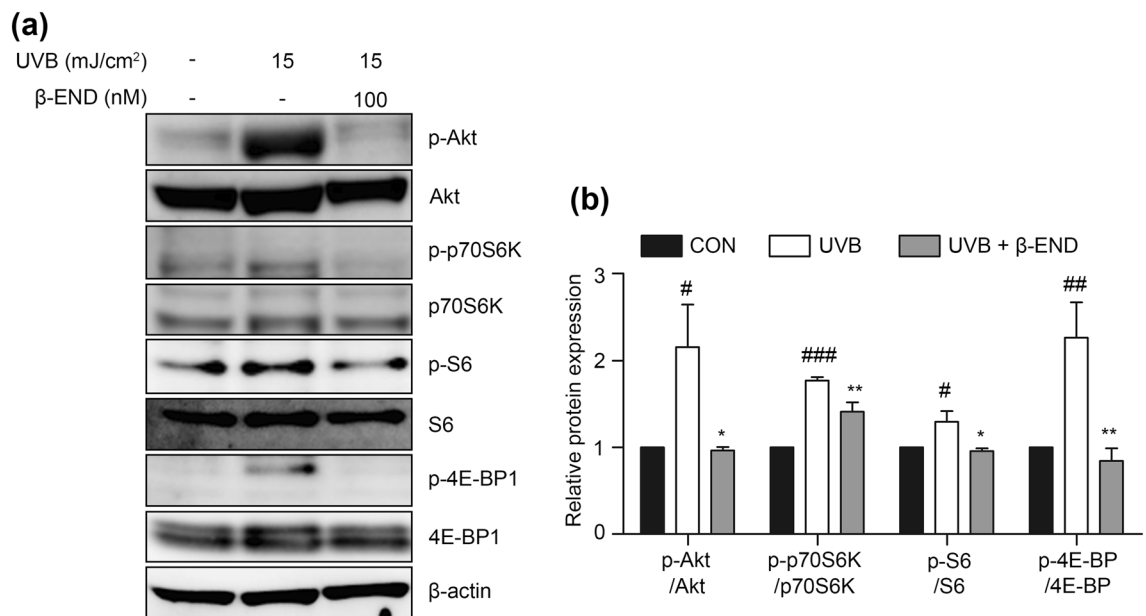 (a)
UVB (mJ/cm²) - 15 15
β-END (nM) - - 100
p-Akt
Akt
p-p70S6K
p70S6K
p-S6
S6
p-4E-BP1
4E-BP1
β-actin
(b)
CON UVB UVB + β-END
Relative protein expression
3
2
1
0
# * ### ** # * ## **
p-Akt p-p70S6K p-S6 p-4E-BP
/Akt /p70S6K /S6 /4E-BP